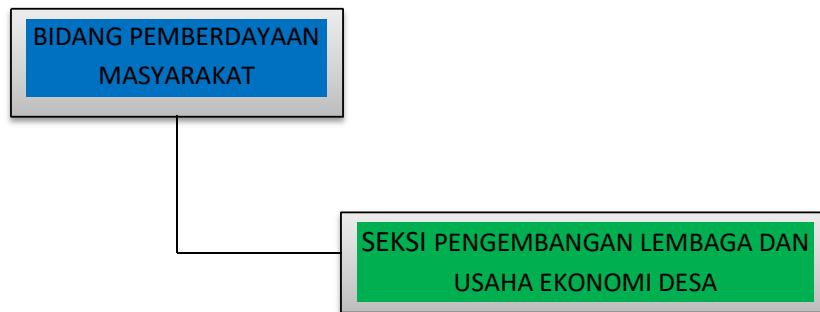 BIDANG PEMBERDAYAAN
MASYARAKAT
SEKSI PENGEMBANGAN LEMBAGA DAN
USAHA EKONOMI DESA